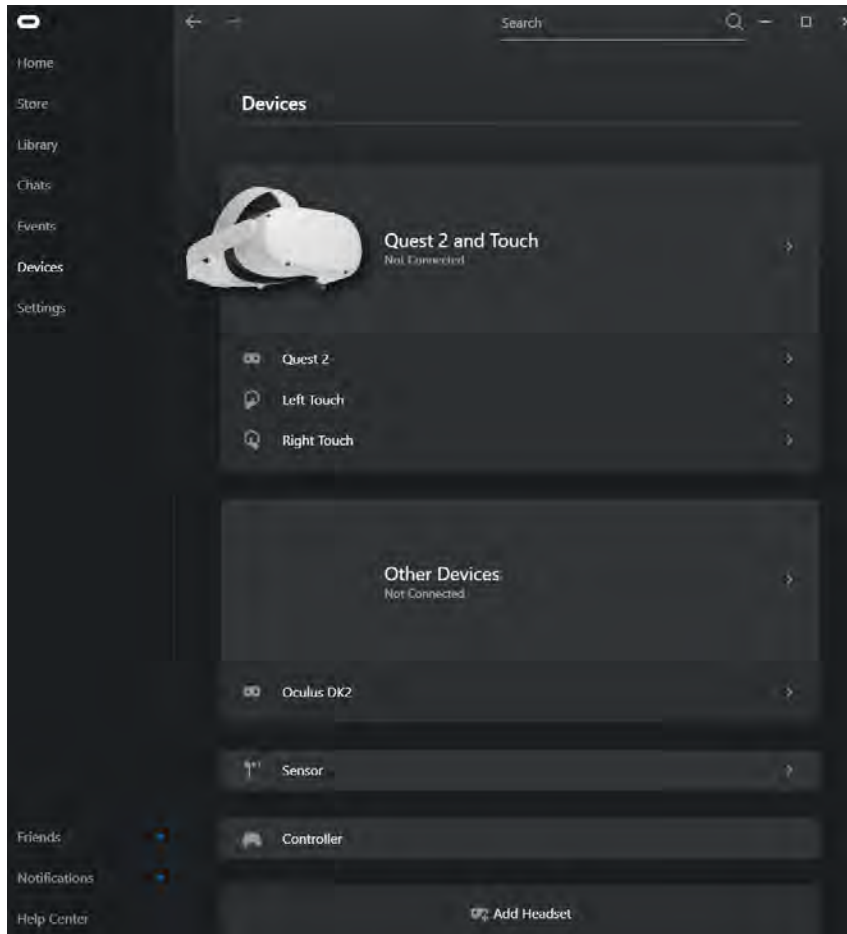 Search
Home
Store
Library
Chats
Events
Devices
Settings
Friends
Notifications
Help Center
Devices
Quest 2 and Touch
Not Connected
Quest 2
Left Touch
Right Touch
Other Devices
Not Connected
Oculus DK2
Sensor
Controller
Add Headset